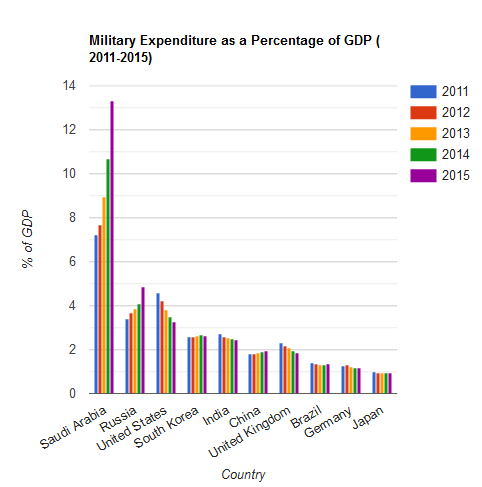 Military Expenditure as a Percentage of GDP (
2011-2015)
14
12
10
8
6
4
2
0
% of GDP
2011
2012
2013
2014
2015
Saudi Arabia
Russia
United States
South Korea
India
China
United Kingdom
Brazil
Germany
Japan
Country